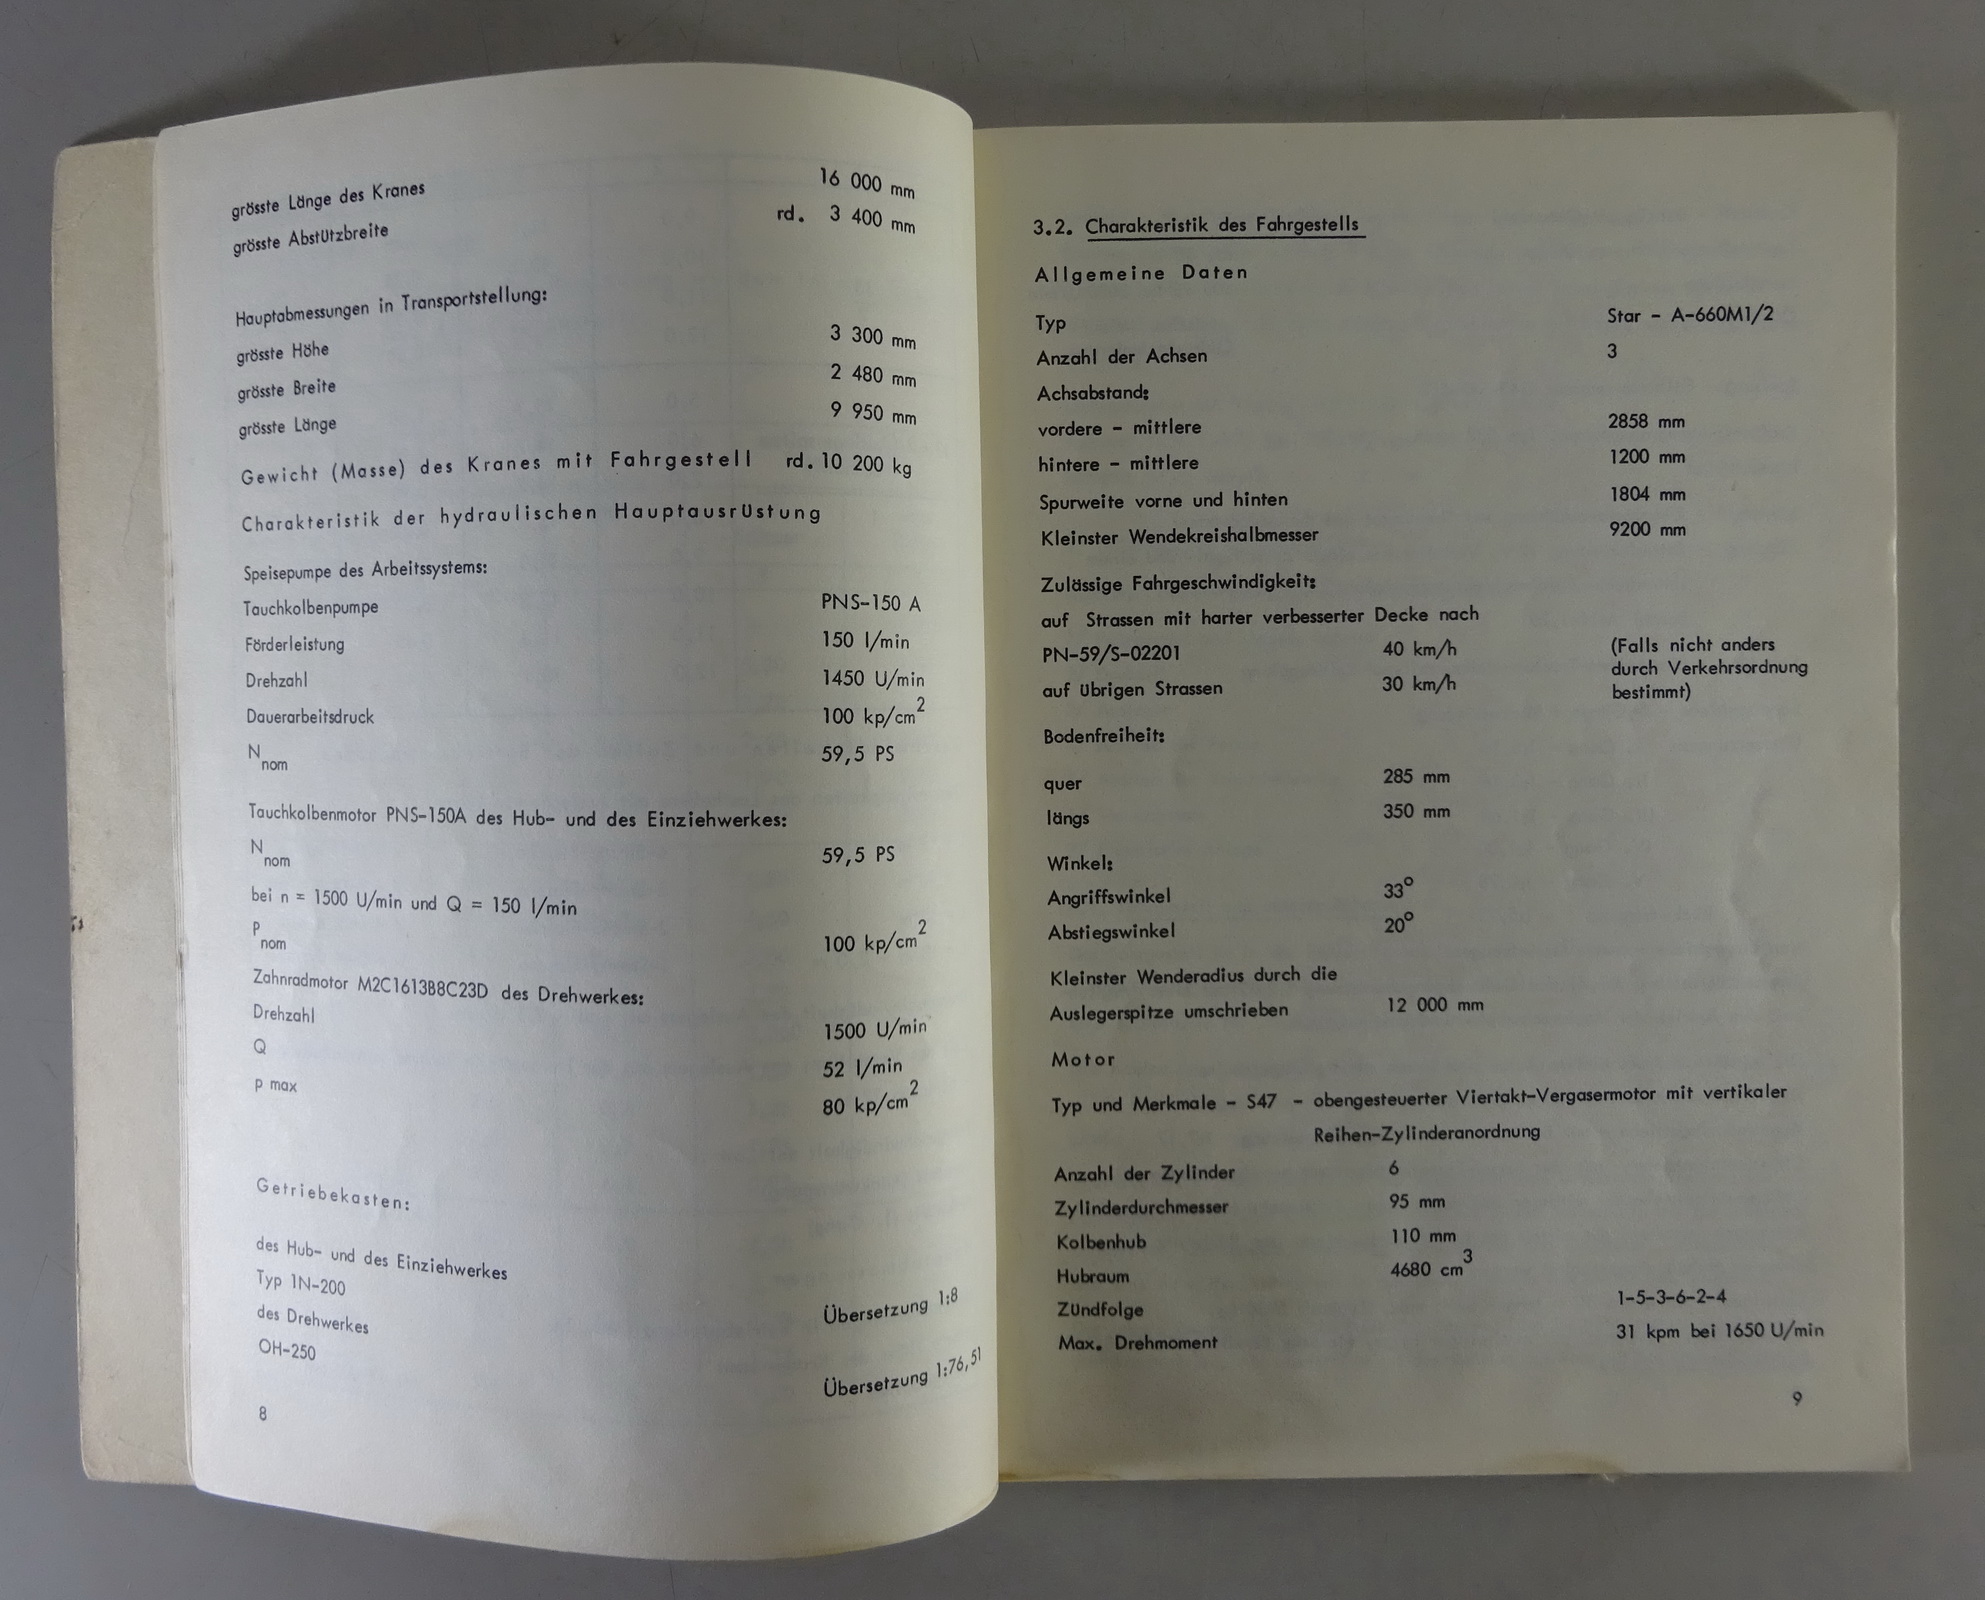 grösste Länge des Kranes 16 000 mm
grösste Abstützbreite rd. 3 400 mm
Hauptabmessungen in Transportstellung:
grösste Höhe 3 300 mm
grösste Breite 2 480 mm
grösste Länge 9 950 mm
Gewicht (Masse) des Kranes mit Fahrgestell rd. 10 200 kg
Charakteristik der hydraulischen Hauptausrüstung
Speisepumpe des Arbeitssystems:
Tauchkolbenpumpe PNS-150 A
Förderleistung 150 l/min
Drehzahl 1450 U/min
Dauerarbeitsdruck 100 kp/cm²
N nom 59,5 PS
Tauchkolbenmotor PNS-150A des Hub- und des Einziehwerkes:
N nom 59,5 PS
bei n = 1500 U/min und Q = 150 l/min
P nom 100 kp/cm²
Zahnradmotor M2C1613B8C23D des Drehwerkes:
Drehzahl 1500 U/min
Q 52 l/min
p max 80 kp/cm²
Getriebekasten:
des Hub- und des Einziehwerkes
Typ 1N-200 Übersetzung 1:8
des Drehwerkes
OH-250 Übersetzung 1:76,51
8
3.2. Charakteristik des Fahrgestells
Allgemeine Daten
Typ Star - A-660M1/2
Anzahl der Achsen 3
Achsabstand:
vordere - mittlere 2858 mm
hintere - mittlere 1200 mm
Spurweite vorne und hinten 1804 mm
Kleinster Wendekreishalbmesser 9200 mm
Zulässige Fahrgeschwindigkeit:
auf Strassen mit harter verbesserter Decke nach
PN-59/S-02201 40 km/h (Falls nicht anders
durch Verkehrsordnung
auf übrigen Strassen 30 km/h bestimmt)
Bodenfreiheit:
quer 285 mm
längs 350 mm
Winkel:
Angriffswinkel 33°
Abstiegswinkel 20°
Kleinster Wenderadius durch die
Auslegerspitze umschrieben 12 000 mm
Motor
Typ und Merkmale - S47 - obengesteuerter Viertakt-Vergasermotor mit vertikaler
Reihen-Zylinderanordnung
Anzahl der Zylinder 6
Zylinderdurchmesser 95 mm
Kolbenhub 110 mm
Hubraum 4680 cm³
Zündfolge 1-5-3-6-2-4
Max. Drehmoment 31 kpm bei 1650 U/min
9